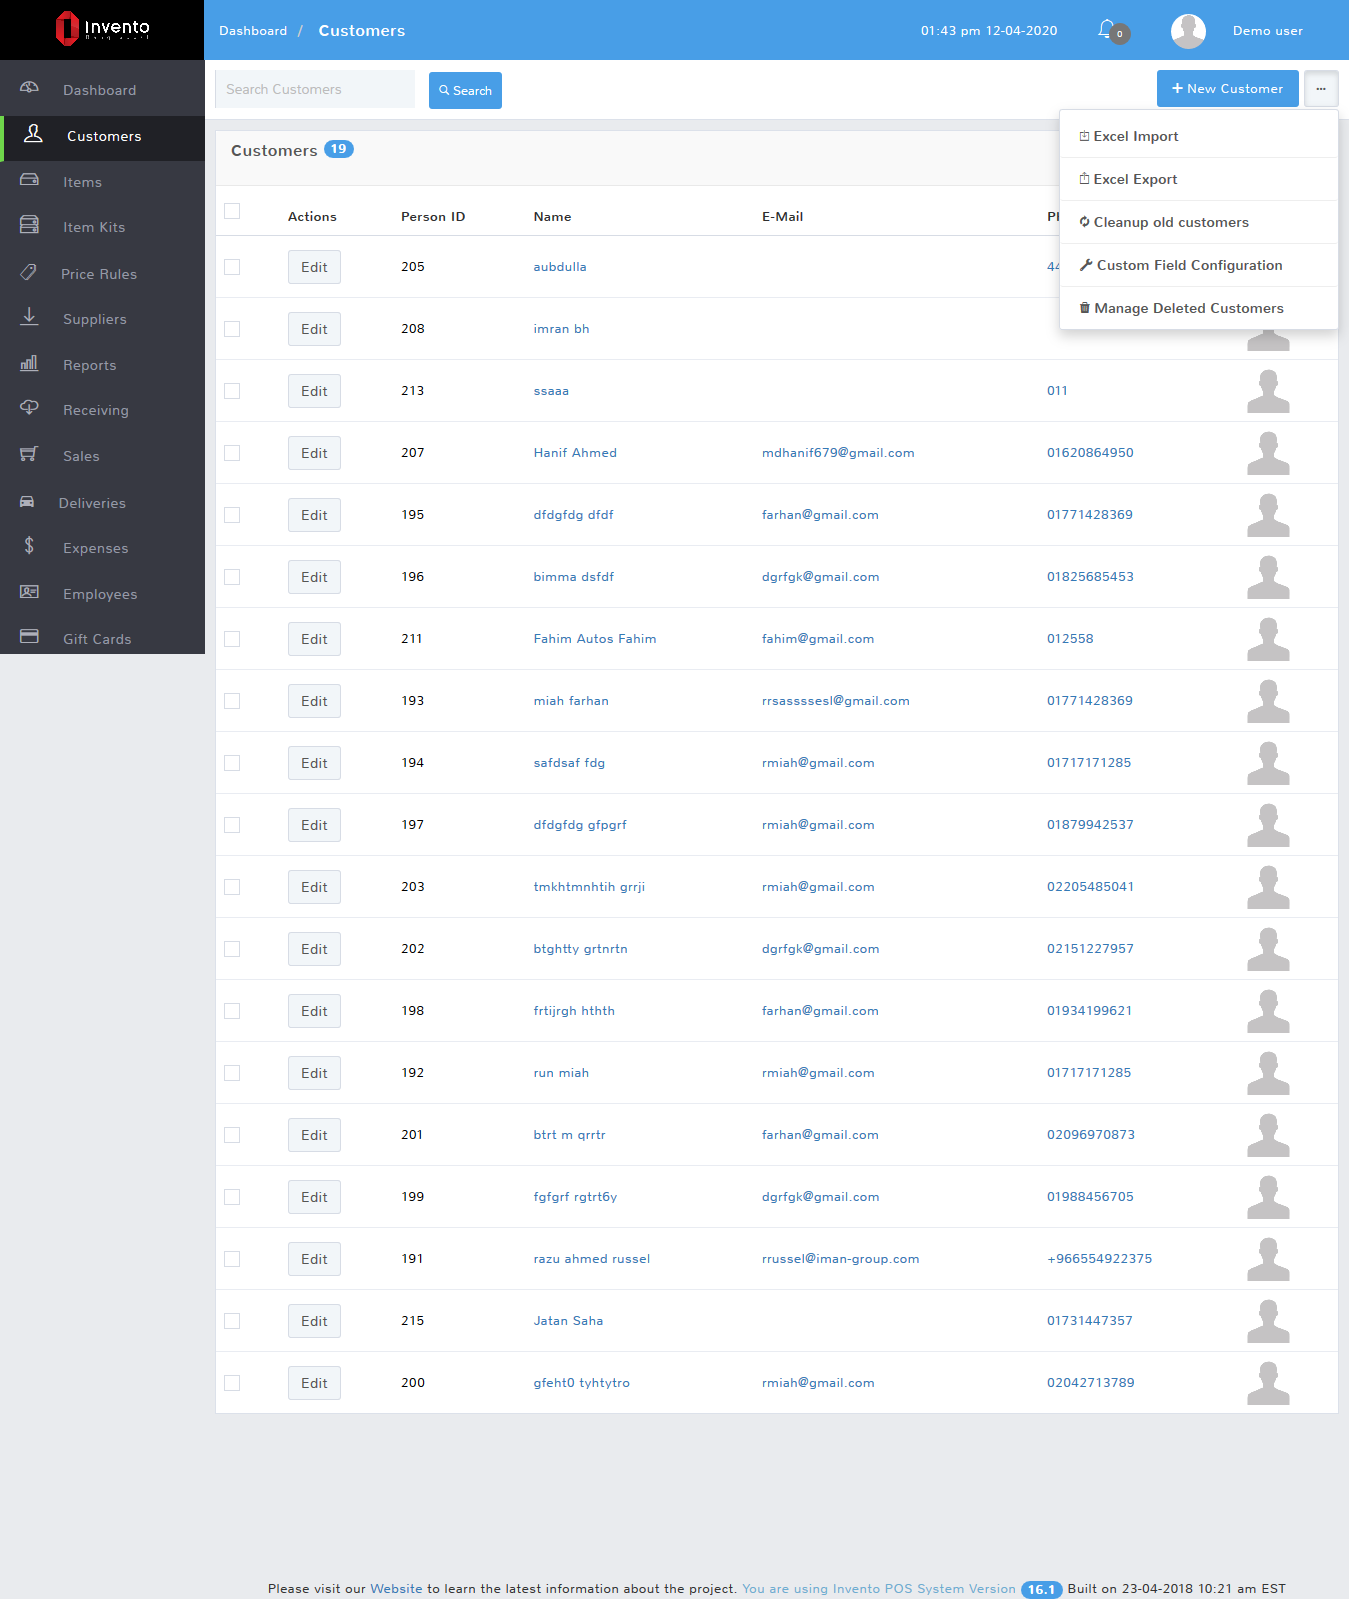 Invento
Dashboard / Customers
01:43 pm 12-04-2020
0
Demo user
Dashboard
Customers
Items
Item Kits
Price Rules
Suppliers
Reports
Receiving
Sales
Deliveries
Expenses
Employees
Gift Cards
Search Customers
Search
New Customer
Excel Import
Excel Export
Cleanup old customers
Custom Field Configuration
Manage Deleted Customers
Customers 19
Actions Person ID Name E-Mail
Edit 205 aubdulla 44
Edit 208 imran bh
Edit 213 ssaaa 011
Edit 207 Hanif Ahmed mdhanif679@gmail.com 01620864950
Edit 195 dfdgfdg dfdf farhan@gmail.com 01771428369
Edit 196 bimma dsfdf dgrfgk@gmail.com 01825685453
Edit 211 Fahim Autos Fahim fahim@gmail.com 012558
Edit 193 miah farhan rrsassssesl@gmail.com 01771428369
Edit 194 safdsaf fdg rmiah@gmail.com 01717171285
Edit 197 dfdgfdg gfpgrf rmiah@gmail.com 01879942537
Edit 203 tmkhtmnhtih grrji rmiah@gmail.com 02205485041
Edit 202 btghtty grtnrtn dgrfgk@gmail.com 02151227957
Edit 198 frtijrgh hthth farhan@gmail.com 01934199621
Edit 192 run miah rmiah@gmail.com 01717171285
Edit 201 btrt m qrrtr farhan@gmail.com 02096970873
Edit 199 fgfgrf rgtrt6y dgrfgk@gmail.com 01988456705
Edit 191 razu ahmed russel rrussel@iman-group.com +966554922375
Edit 215 Jatan Saha 01731447357
Edit 200 gfeht0 tyhtytro rmiah@gmail.com 02042713789
Please visit our Website to learn the latest information about the project. You are using Invento POS System Version 16.1 Built on 23-04-2018 10:21 am EST